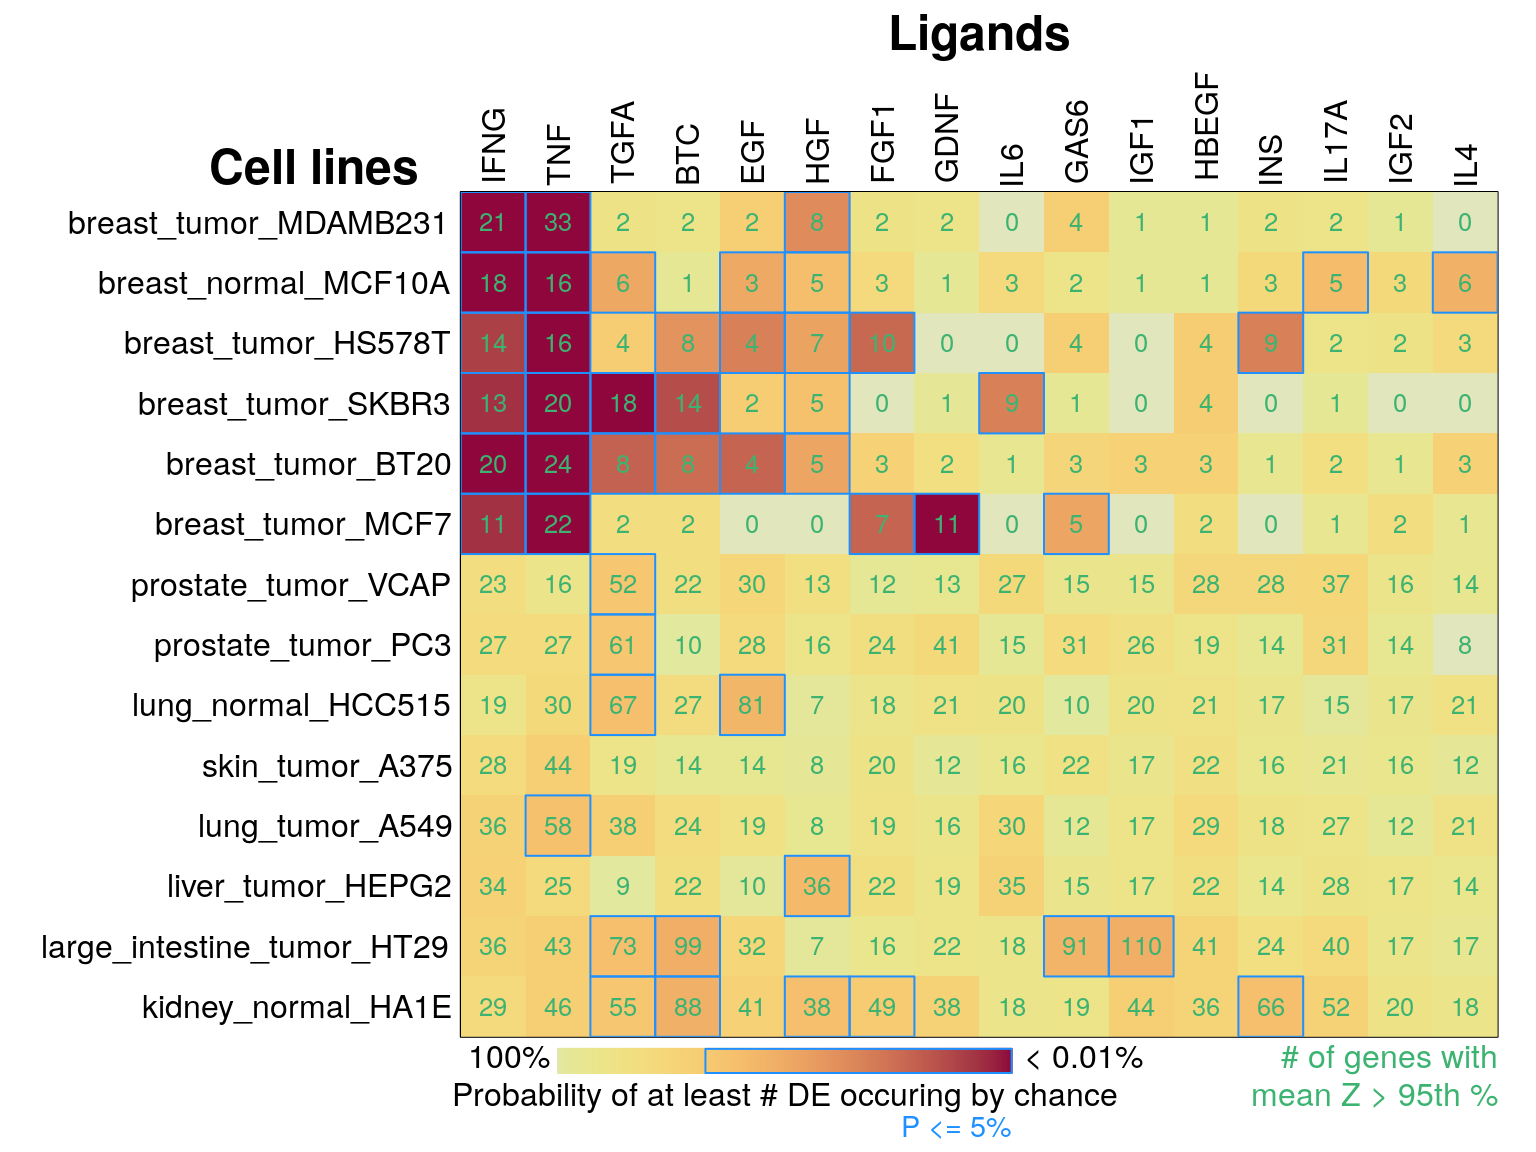 Ligands
Cell lines
IFNG TNF TGFA BTC EGF HGF FGF1 GDNF IL6 GAS6 IGF1 HBEGF INS IL17A IGF2 IL4
breast_tumor_MDAMB231 21 33 2 2 2 8 2 2 0 4 1 1 2 2 1 0
breast_normal_MCF10A 18 16 6 1 3 5 3 1 3 2 1 1 3 5 3 6
breast_tumor_HS578T 14 16 4 8 4 7 10 0 0 4 0 4 9 2 2 3
breast_tumor_SKBR3 13 20 18 14 2 5 0 1 9 1 0 4 0 1 0 0
breast_tumor_BT20 20 24 8 8 4 5 3 2 1 3 3 3 1 2 1 3
breast_tumor_MCF7 11 22 2 2 0 0 7 11 0 5 0 2 0 1 2 1
prostate_tumor_VCAP 23 16 52 22 30 13 12 13 27 15 15 28 28 37 16 14
prostate_tumor_PC3 27 27 61 10 28 16 24 41 15 31 26 19 14 31 14 8
lung_normal_HCC515 19 30 67 27 81 7 18 21 20 10 20 21 17 15 17 21
skin_tumor_A375 28 44 19 14 14 8 20 12 16 22 17 22 16 21 16 12
lung_tumor_A549 36 58 38 24 19 8 19 16 30 12 17 29 18 27 12 21
liver_tumor_HEPG2 34 25 9 22 10 36 22 19 35 15 17 22 14 28 17 14
large_intestine_tumor_HT29 36 43 73 99 32 7 16 22 18 91 110 41 24 40 17 17
kidney_normal_HA1E 29 46 55 88 41 38 49 38 18 19 44 36 66 52 20 18
100% < 0.01%
Probability of at least # DE occuring by chance
P <= 5%
# of genes with
mean Z > 95th %